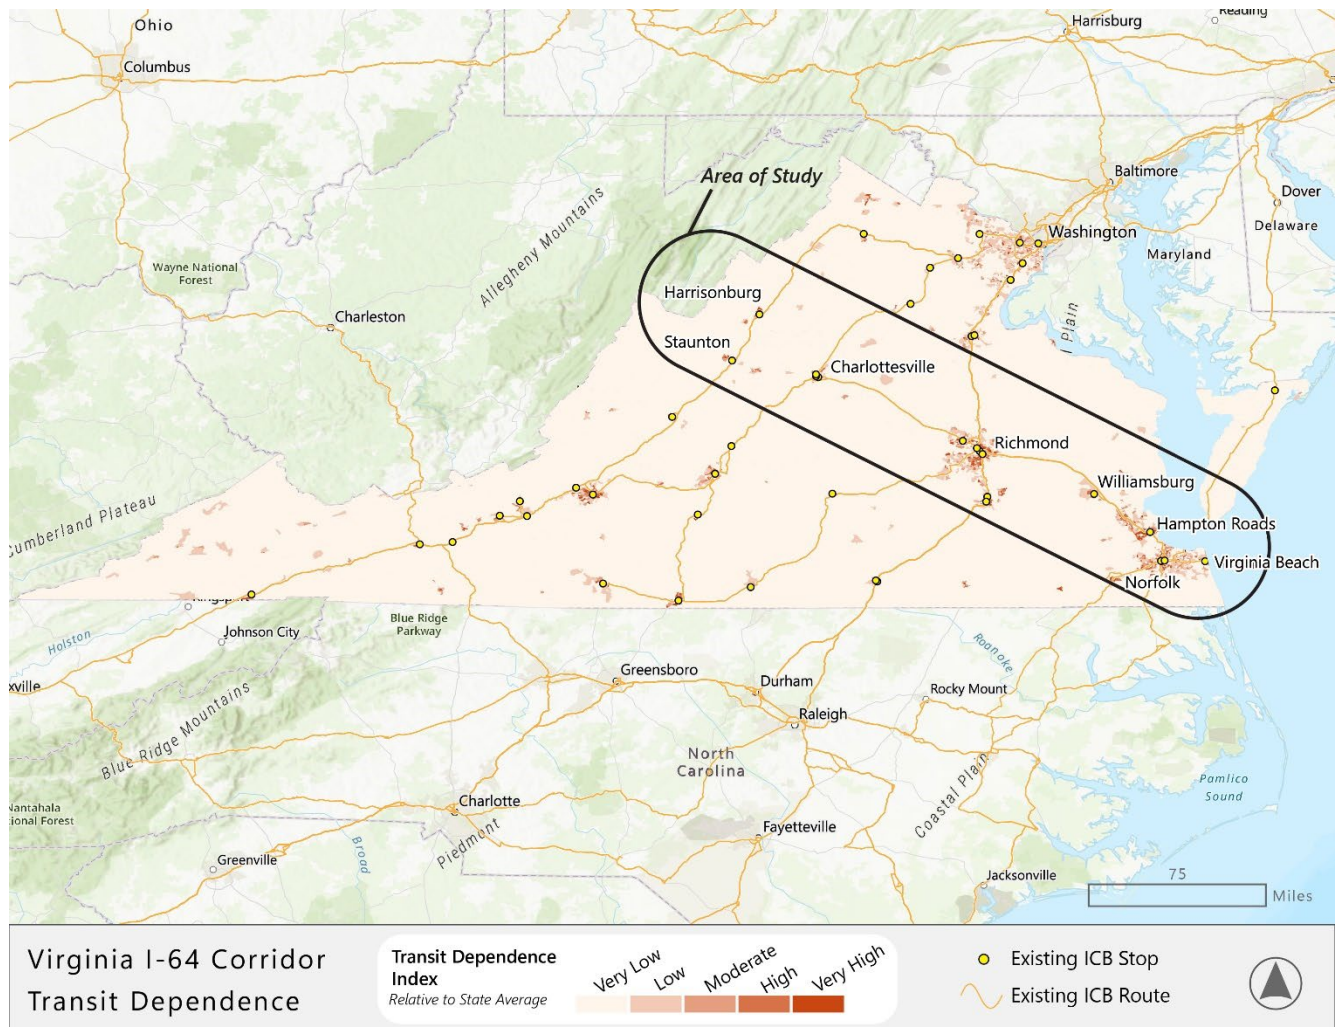 Ohio
Reading
Harrisburg
Columbus
Area of Study
Baltimore
Dover
Delaware
Washington
Maryland
Allegheny Mountains
Wayne National
Forest
Harrisonburg
Charleston
l Plain
Staunton
Charlottesville
Richmond
Williamsburg
Cumberland Plateau
Hampton Roads
Virginia Beach
Norfolk
Blue Ridge
Parkway
Johnson City
Holston
Roanoke
Greensboro
Durham
Rocky Mount
xville
Raleigh
Blue Ridge Mountains
North
Carolina
Coastal Plain
Pamlico
Sound
Nantahala
ional Forest
Charlotte
Piedmont
Fayetteville
Broad
Greenville
Jacksonville
75
Miles
Virginia I-64 Corridor
Transit Dependence
Transit Dependence
Index
Relative to State Average
Very Low
Low
Moderate
High
Very High
Existing ICB Stop
Existing ICB Route